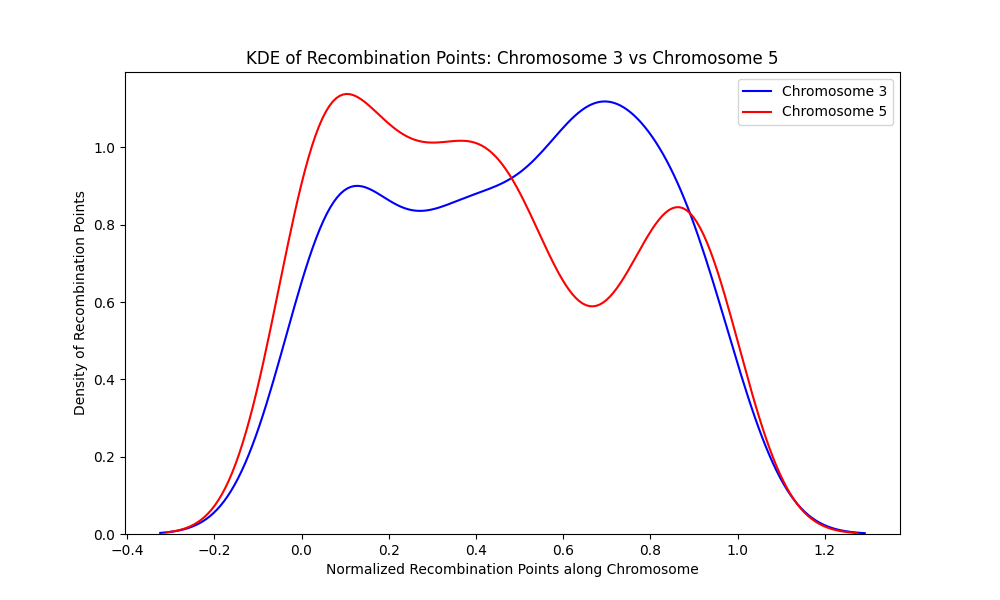 KDE of Recombination Points: Chromosome 3 vs Chromosome 5
Chromosome 3
Chromosome 5
Density of Recombination Points
1.0
0.8
0.6
0.4
0.2
0.0
−0.4 −0.2 0.0 0.2 0.4 0.6 0.8 1.0 1.2
Normalized Recombination Points along Chromosome